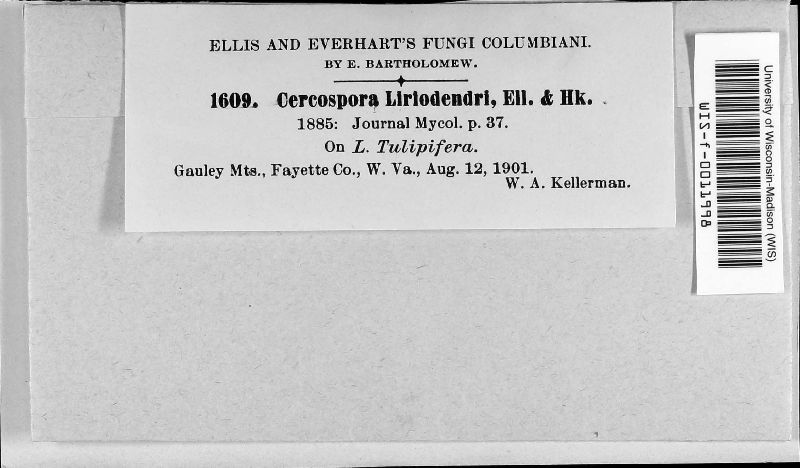 ELLIS AND EVERHART'S FUNGI COLUMBIANI.
BY E. BARTHOLOMEW.
1609. Cercospora Liriodendri, Ell. & Hk.
1885: Journal Mycol. p. 37.
On L. Tulipifera.
Gauley Mts., Fayette Co., W. Va., Aug. 12, 1901.
W. A. Kellerman.
University of Wisconsin-Madison (WIS)
WIS-f-0011998